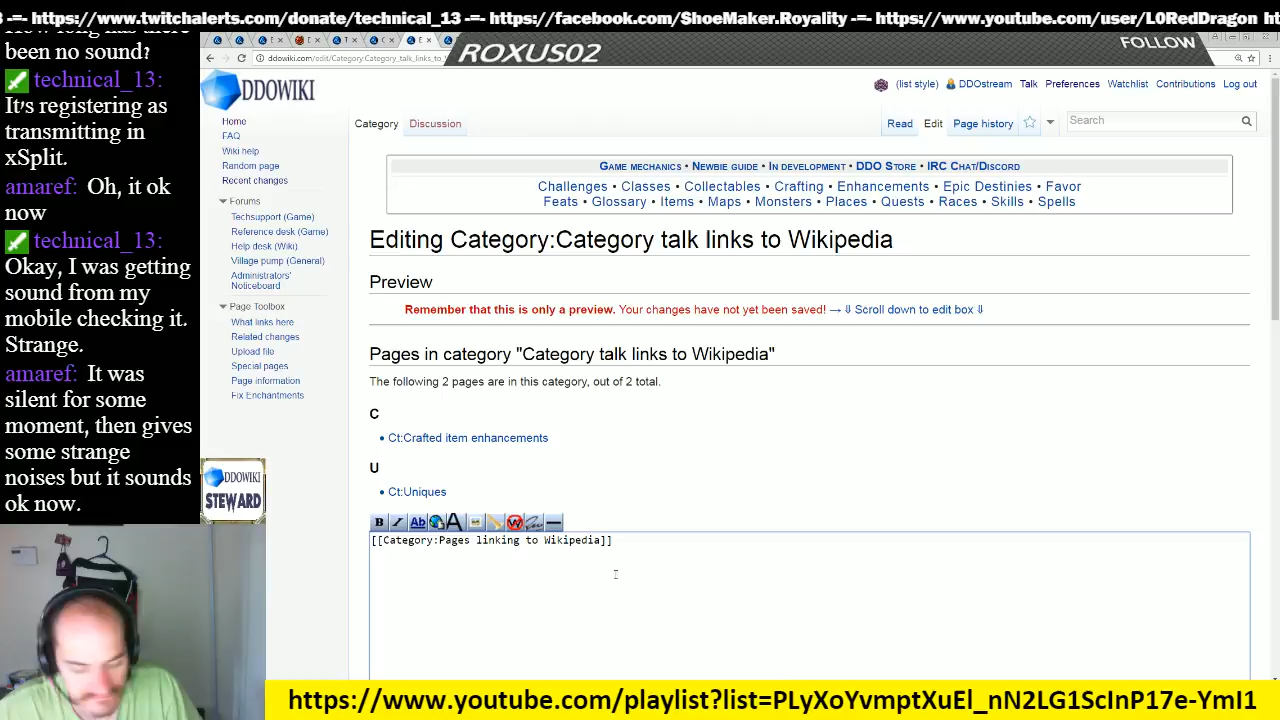 -=- https://www.twitchalerts.com/donate/technical_13 -=- https://facebook.com/ShoeMaker.Royality -=- https://www.youtube.com/user/L0RedDragon
been no sound?
technical_13:
It's registering as
transmitting in
xSplit.
amaref: Oh, it ok
now
technical_13:
Okay, I was getting
sound from my
mobile checking it.
Strange.
amaref: It was
silent for some
moment, then gives
some strange
noises but it sounds
ok now.
ROXUS02
FOLLOW
ddowiki.com/edit/Category:Category_talk_links_to_
DDOWIKI
(list style) DDOstream Talk Preferences Watchlist Contributions Log out
Category Discussion
Read Edit Page history
Search
Home
FAQ
Wiki help
Random page
Recent changes
Forums
Techsupport (Game)
Reference desk (Game)
Help desk (Wiki)
Village pump (General)
Administrators'
Noticeboard
Page Toolbox
What links here
Related changes
Upload file
Special pages
Page information
Fix Enchantments
DDOWIKI
STEWARD
Game mechanics • Newbie guide • In development • DDO Store • IRC Chat/Discord
Challenges • Classes • Collectables • Crafting • Enhancements • Epic Destinies • Favor
Feats • Glossary • Items • Maps • Monsters • Places • Quests • Races • Skills • Spells
Editing Category:Category talk links to Wikipedia
Preview
Remember that this is only a preview. Your changes have not yet been saved! → ⇓ Scroll down to edit box ⇓
Pages in category "Category talk links to Wikipedia"
The following 2 pages are in this category, out of 2 total.
C
• Ct:Crafted item enhancements
U
• Ct:Uniques
B I Ab A W
[[Category:Pages linking to Wikipedia]]
https://www.youtube.com/playlist?list=PLyXoYvmptXuEl_nN2LG1ScInP17e-YmI1